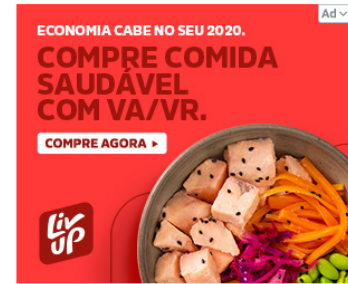 Ad
ECONOMIA CABE NO SEU 2020.
COMPRE COMIDA
SAUDÁVEL
COM VA/VR.
COMPRE AGORA
Liv
up